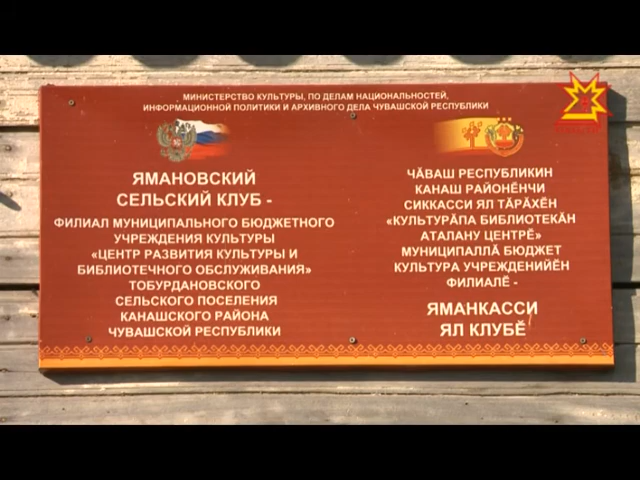 МИНИСТЕРСТВО КУЛЬТУРЫ, ПО ДЕЛАМ НАЦИОНАЛЬНОСТЕЙ,
ИНФОРМАЦИОННОЙ ПОЛИТИКИ И АРХИВНОГО ДЕЛА ЧУВАШСКОЙ РЕСПУБЛИКИ
ЯМАНОВСКИЙ
СЕЛЬСКИЙ КЛУБ -
ФИЛИАЛ МУНИЦИПАЛЬНОГО БЮДЖЕТНОГО
УЧРЕЖДЕНИЯ КУЛЬТУРЫ
«ЦЕНТР РАЗВИТИЯ КУЛЬТУРЫ И
БИБЛИОТЕЧНОГО ОБСЛУЖИВАНИЯ»
ТОБУРДАНОВСКОГО
СЕЛЬСКОГО ПОСЕЛЕНИЯ
КАНАШСКОГО РАЙОНА
ЧУВАШСКОЙ РЕСПУБЛИКИ
ЧӐВАШ РЕСПУБЛИКИН
КАНАШ РАЙОНӖНЧИ
СИККАССИ ЯЛ ТӐРӐХӖН
«КУЛЬТУРӐПА БИБЛИОТЕКӐН
АТАЛАНУ ЦЕНТРӖ»
МУНИЦИПАЛЛӐ БЮДЖЕТ
КУЛЬТУРА УЧРЕЖДЕНИЙӖН
ФИЛИАЛӖ -
ЯМАНКАССИ
ЯЛ КЛУБӖ